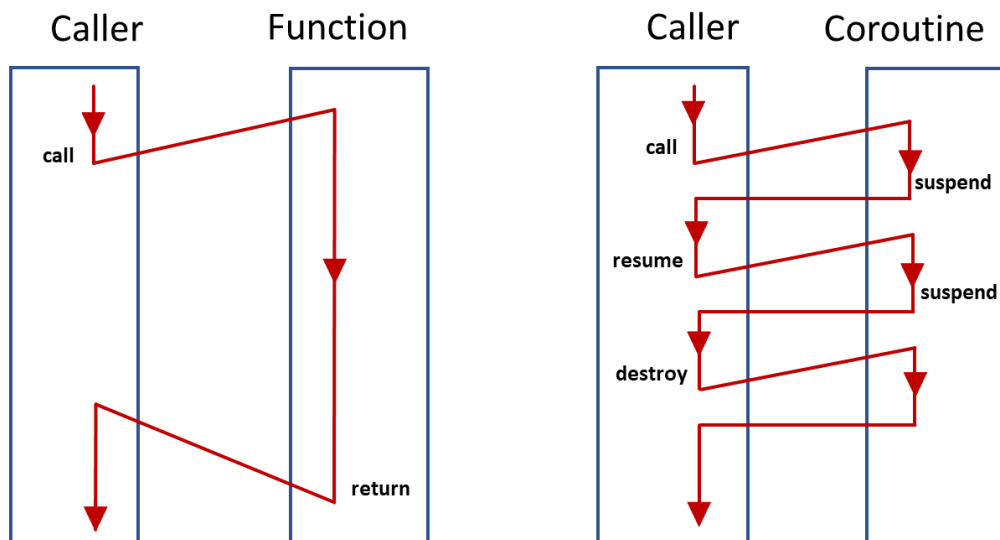 Caller
Function
call
return
Caller
Coroutine
call
suspend
resume
suspend
destroy